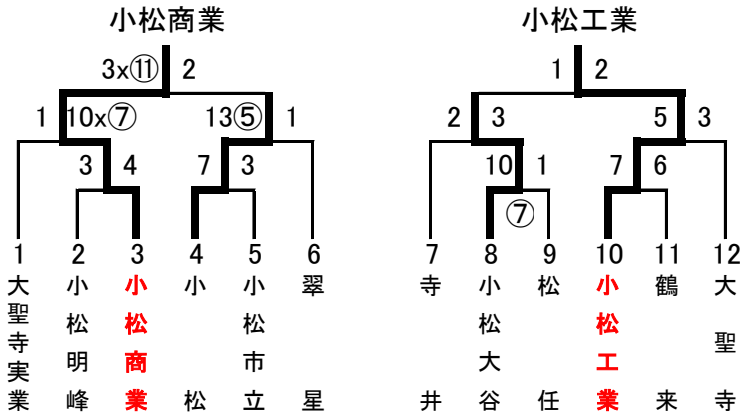 小松商業 小松工業
3x⑪ 2 1 2
1 10x⑦ 13⑤ 1 2 3 5 3
3 4 7 3 10 1 7 6
⑦
1 2 3 4 5 6 7 8 9 10 11 12
大聖寺実業
小松明峰
小松商業
小松
小松市立
翠星
寺井
小松大谷
松任
小松工業
鶴来
大聖寺